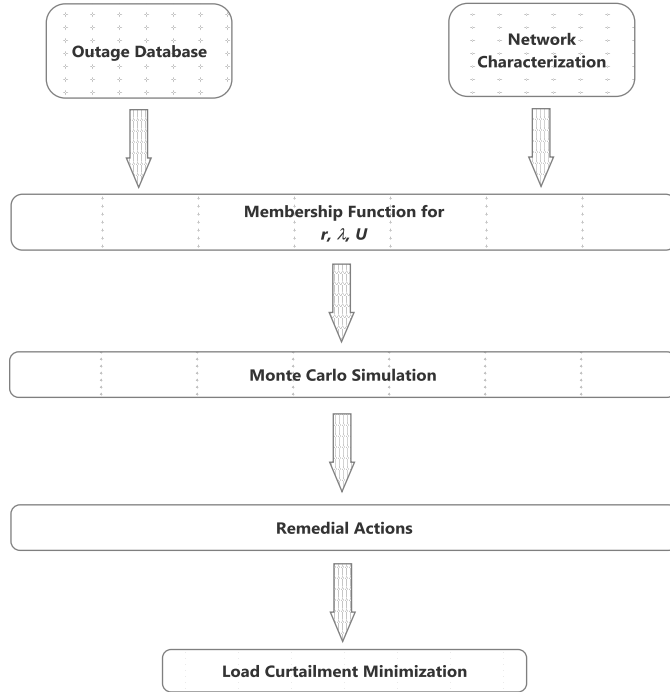 Outage Database
Network
Characterization
Membership Function for
r, λ, U
Monte Carlo Simulation
Remedial Actions
Load Curtailment Minimization